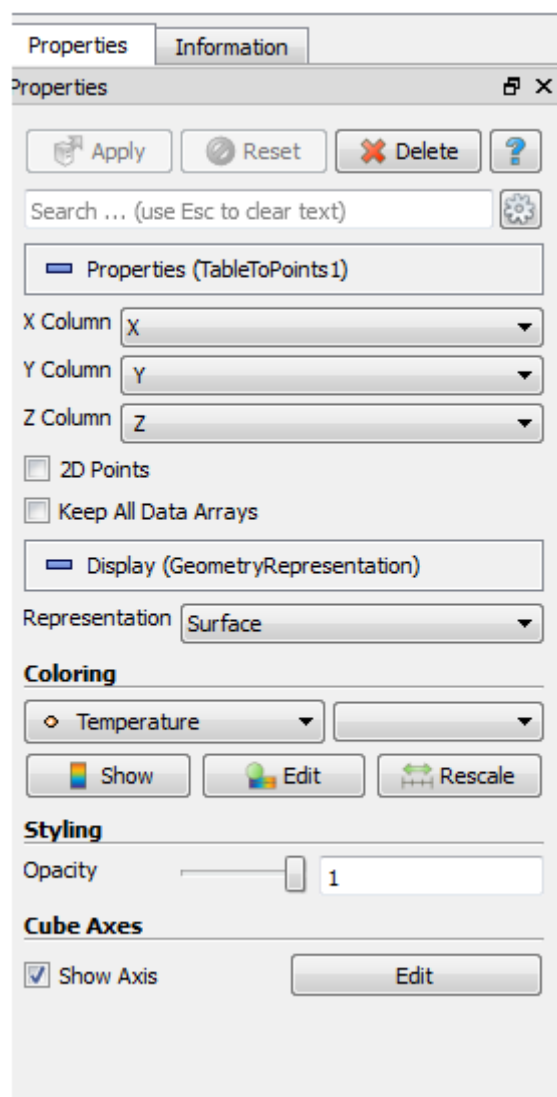 Properties Information
Properties
Apply Reset Delete ?
Search ... (use Esc to clear text)
Properties (TableToPoints1)
X Column X
Y Column Y
Z Column Z
2D Points
Keep All Data Arrays
Display (GeometryRepresentation)
Representation Surface
Coloring
Temperature
Show Edit Rescale
Styling
Opacity 1
Cube Axes
Show Axis Edit